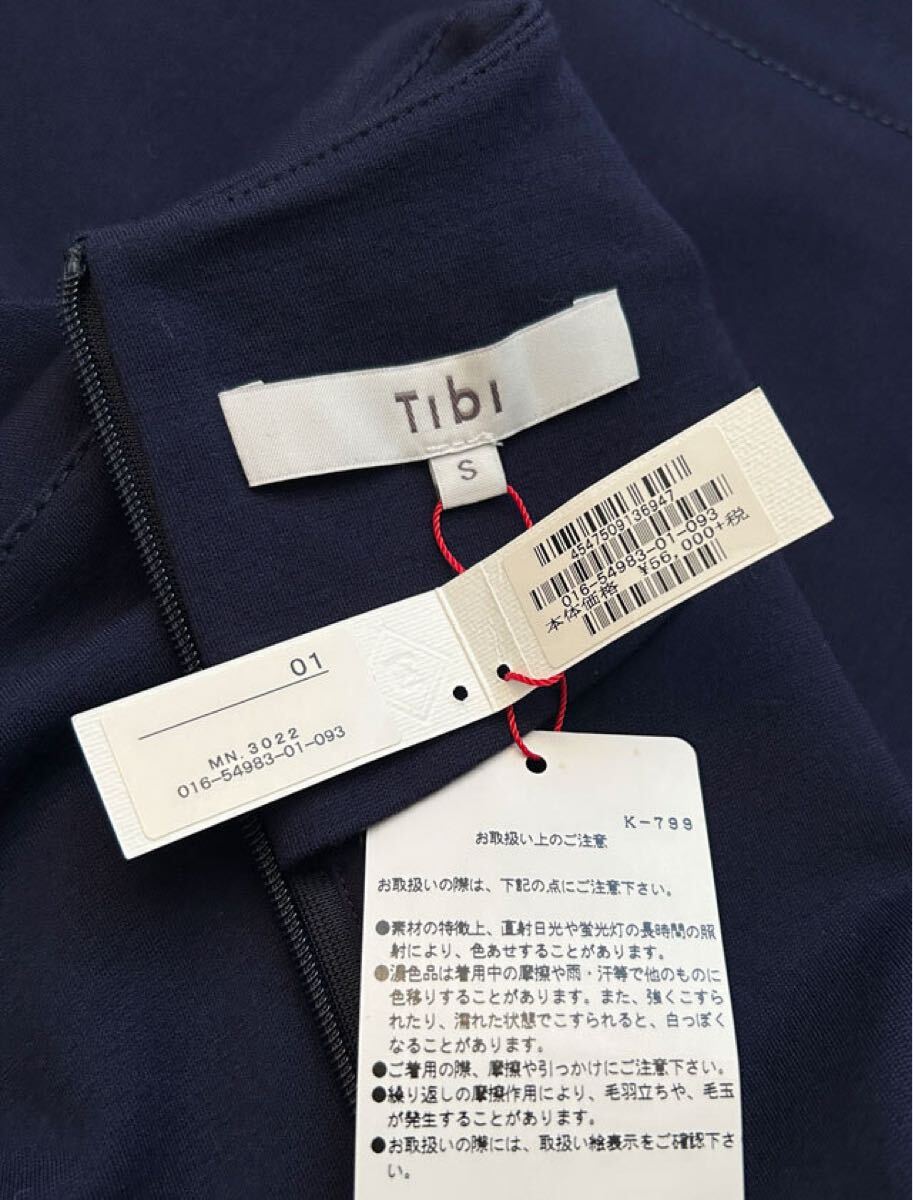 Tibi
S
4547509136947
016-54983-01-093
本体価格 ¥56,000+税
01
MN.3022
016-54983-01-093
K-799
お取扱い上のご注意
お取扱いの際は、下記の点にご注意下さい。
●素材の特徴上、直射日光や蛍光灯の長時間の照
射により、色あせすることがあります。
●濃色品は着用中の摩擦や雨・汗等で他のものに
色移りすることがあります。また、強くこすら
れたり、濡れた状態でこすられると、白っぽく
なることがあります。
●ご着用の際、摩擦や引っかけにご注意下さい。
●繰り返しの摩擦作用により、毛羽立ちや、毛玉
が発生することがあります。
●お取扱いの際には、取扱い絵表示をご確認下さ
い。